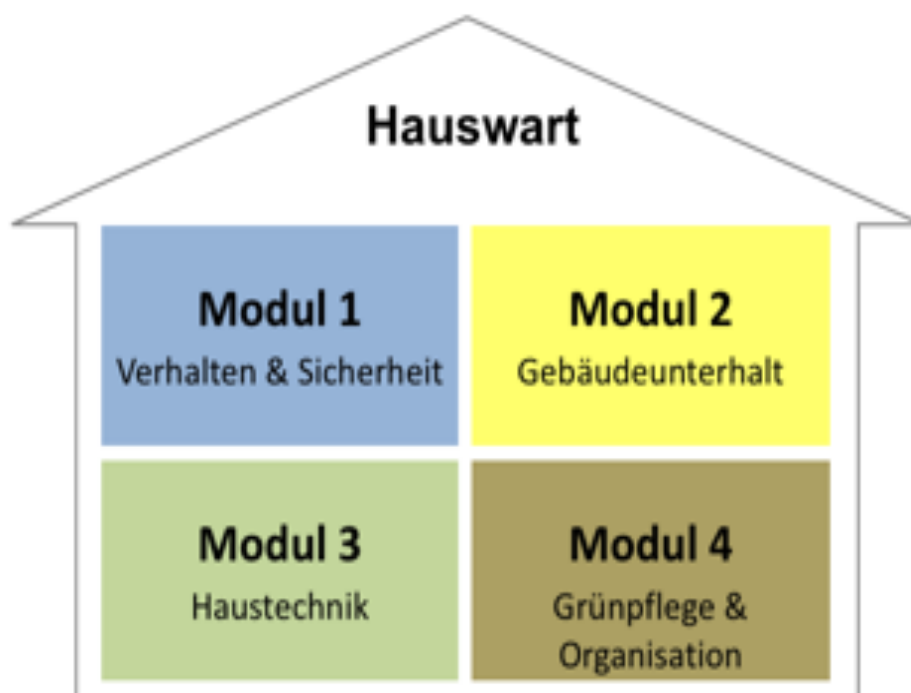 Hauswart
Modul 1
Verhalten & Sicherheit
Modul 2
Gebäudeunterhalt
Modul 3
Haustechnik
Modul 4
Grünpflege &
Organisation